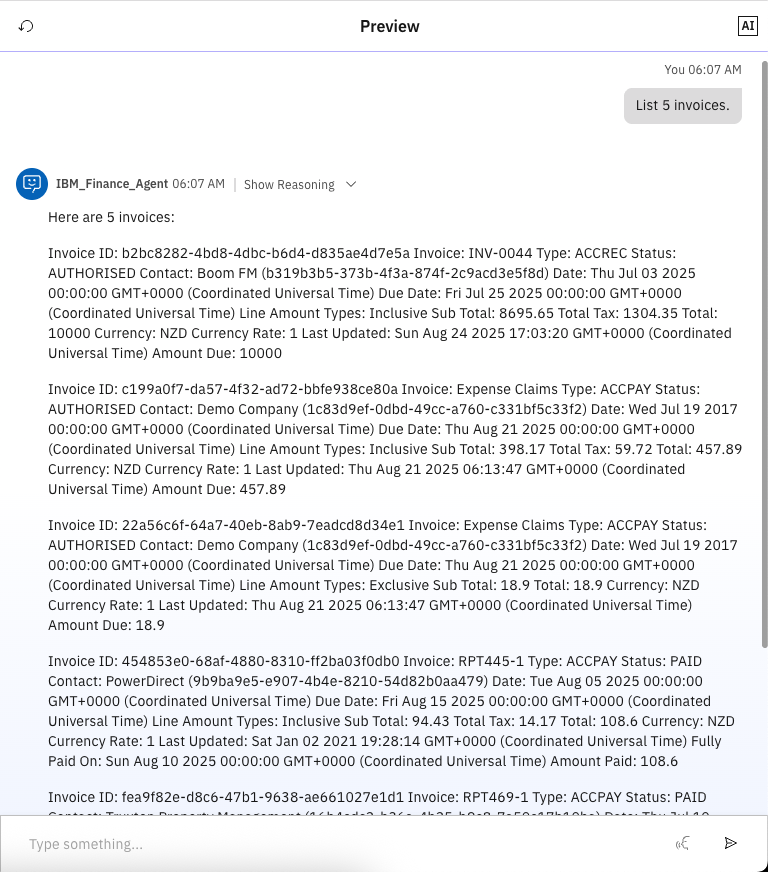 Preview
AI
You 06:07 AM
List 5 invoices.
IBM_Finance_Agent 06:07 AM | Show Reasoning
Here are 5 invoices:
Invoice ID: b2bc8282-4bd8-4dbc-b6d4-d835ae4d7e5a Invoice: INV-0044 Type: ACCREC Status:
AUTHORISED Contact: Boom FM (b319b3b5-373b-4f3a-874f-2c9acd3e5f8d) Date: Thu Jul 03 2025
00:00:00 GMT+0000 (Coordinated Universal Time) Due Date: Fri Jul 25 2025 00:00:00 GMT+0000
(Coordinated Universal Time) Line Amount Types: Inclusive Sub Total: 8695.65 Total Tax: 1304.35 Total:
10000 Currency: NZD Currency Rate: 1 Last Updated: Sun Aug 24 2025 17:03:20 GMT+0000 (Coordinated
Universal Time) Amount Due: 10000
Invoice ID: c199a0f7-da57-4f32-ad72-bbfe938ce80a Invoice: Expense Claims Type: ACCPAY Status:
AUTHORISED Contact: Demo Company (1c83d9ef-0dbd-49cc-a760-c331bf5c33f2) Date: Wed Jul 19 2017
00:00:00 GMT+0000 (Coordinated Universal Time) Due Date: Thu Aug 21 2025 00:00:00 GMT+0000
(Coordinated Universal Time) Line Amount Types: Inclusive Sub Total: 398.17 Total Tax: 59.72 Total: 457.89
Currency: NZD Currency Rate: 1 Last Updated: Thu Aug 21 2025 06:13:47 GMT+0000 (Coordinated
Universal Time) Amount Due: 457.89
Invoice ID: 22a56c6f-64a7-40eb-8ab9-7eadcd8d34e1 Invoice: Expense Claims Type: ACCPAY Status:
AUTHORISED Contact: Demo Company (1c83d9ef-0dbd-49cc-a760-c331bf5c33f2) Date: Wed Jul 19 2017
00:00:00 GMT+0000 (Coordinated Universal Time) Due Date: Thu Aug 21 2025 00:00:00 GMT+0000
(Coordinated Universal Time) Line Amount Types: Exclusive Sub Total: 18.9 Total: 18.9 Currency: NZD
Currency Rate: 1 Last Updated: Thu Aug 21 2025 06:13:47 GMT+0000 (Coordinated Universal Time)
Amount Due: 18.9
Invoice ID: 454853e0-68af-4880-8310-ff2ba03f0db0 Invoice: RPT445-1 Type: ACCPAY Status: PAID
Contact: PowerDirect (9b9ba9e5-e907-4b4e-8210-54d82b0aa479) Date: Tue Aug 05 2025 00:00:00
GMT+0000 (Coordinated Universal Time) Due Date: Fri Aug 15 2025 00:00:00 GMT+0000 (Coordinated
Universal Time) Line Amount Types: Inclusive Sub Total: 94.43 Total Tax: 14.17 Total: 108.6 Currency: NZD
Currency Rate: 1 Last Updated: Sat Jan 02 2021 19:28:14 GMT+0000 (Coordinated Universal Time) Fully
Paid On: Sun Aug 10 2025 00:00:00 GMT+0000 (Coordinated Universal Time) Amount Paid: 108.6
Invoice ID: fea9f82e-d8c6-47b1-9638-ae661027e1d1 Invoice: RPT469-1 Type: ACCPAY Status: PAID
Type something...